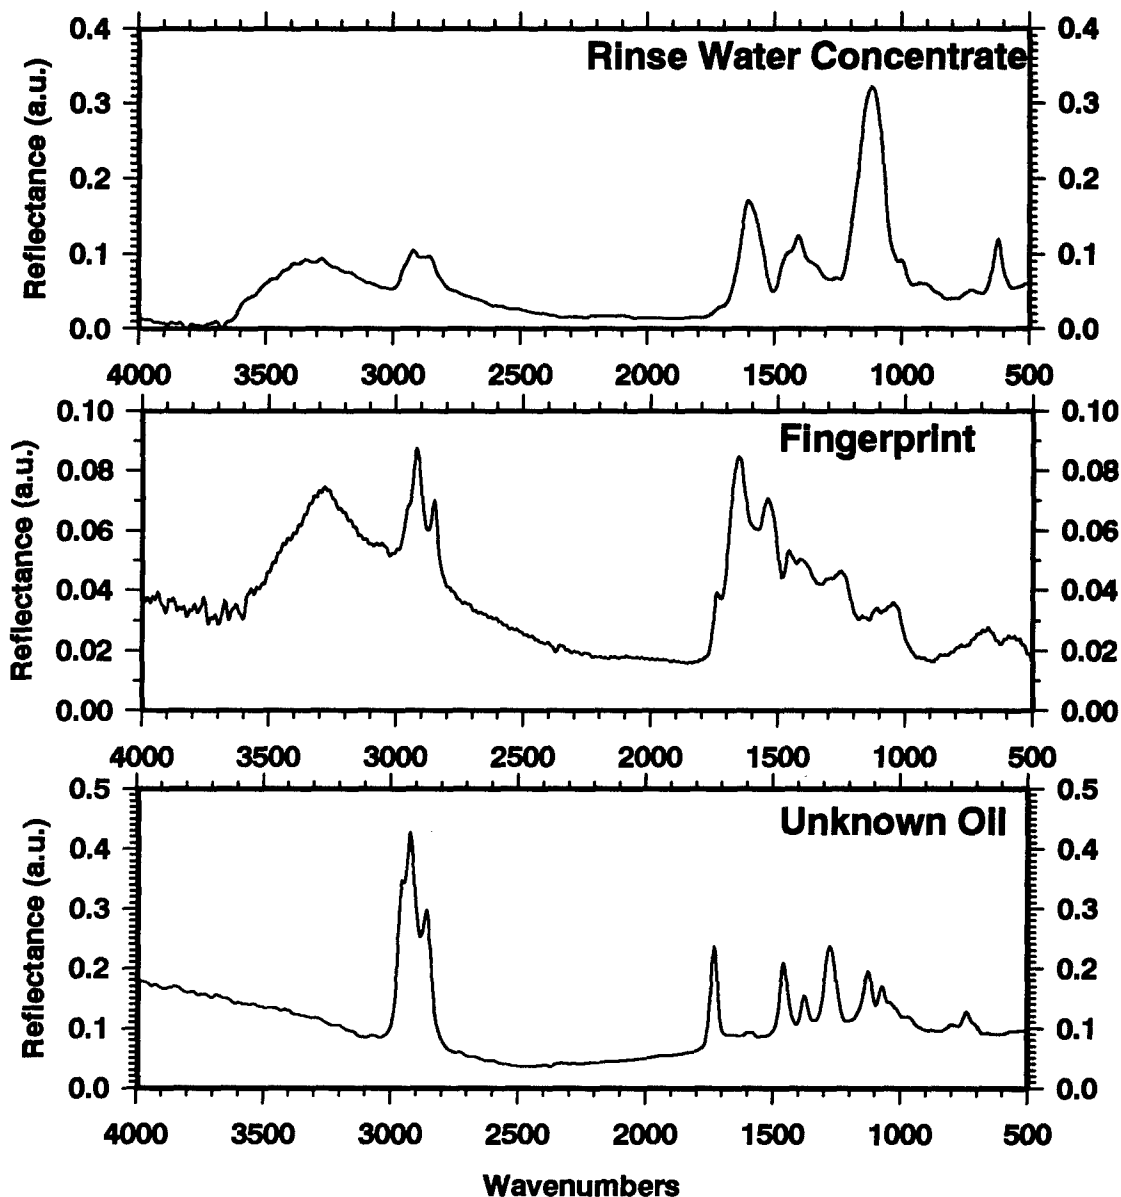 Rinse Water Concentrate
Reflectance (a.u.)
0.4 0.4
0.3 0.3
0.2 0.2
0.1 0.1
0.0 0.0
4000 3500 3000 2500 2000 1500 1000 500
Fingerprint
Reflectance (a.u.)
0.10 0.10
0.08 0.08
0.06 0.06
0.04 0.04
0.02 0.02
0.00 0.00
4000 3500 3000 2500 2000 1500 1000 500
Unknown Oil
Reflectance (a.u.)
0.5 0.5
0.4 0.4
0.3 0.3
0.2 0.2
0.1 0.1
0.0 0.0
4000 3500 3000 2500 2000 1500 1000 500
Wavenumbers